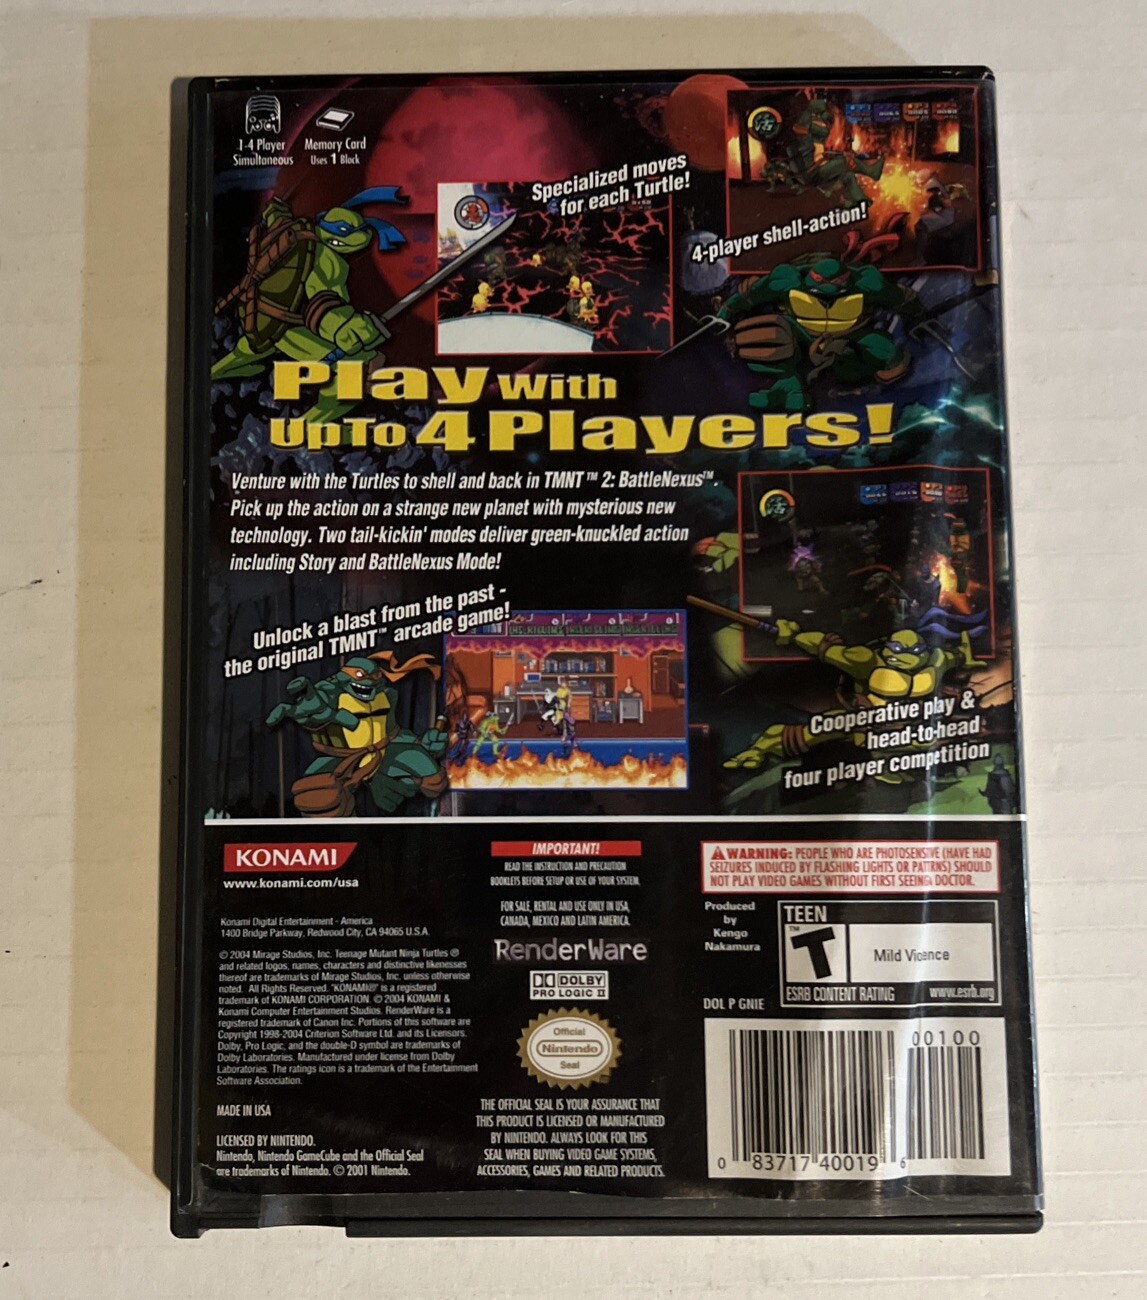 1-4 Player
Simultaneous
Memory Card
Uses 1 Block
Specialized moves
for each Turtle!
4-player shell-action!
Play With
Up To 4 Players!
Venture with the Turtles to shell and back in TMNT™ 2: BattleNexus™.
Pick up the action on a strange new planet with mysterious new
technology. Two tail-kickin' modes deliver green-knuckled action
including Story and BattleNexus Mode!
Unlock a blast from the past -
the original TMNT™ arcade game!
Cooperative play &
head-to-head
four player competition
KONAMI
www.konami.com/usa
Konami Digital Entertainment - America
1400 Bridge Parkway, Redwood City, CA 94065 U.S.A.
© 2004 Mirage Studios, Inc. Teenage Mutant Ninja Turtles ®
and related logos, names, characters and distinctive likenesses
thereof are trademarks of Mirage Studios, Inc. unless otherwise
noted. All Rights Reserved. "KONAMI®" is a registered
trademark of KONAMI CORPORATION. © 2004 KONAMI &
Konami Computer Entertainment Studios. RenderWare is a
registered trademark of Canon Inc. Portions of this software are
Copyright 1998-2004 Criterion Software Ltd. and its Licensors.
Dolby, Pro Logic, and the double-D symbol are trademarks of
Dolby Laboratories. Manufactured under license from Dolby
Laboratories. The ratings icon is a trademark of the Entertainment
Software Association.
MADE IN USA
LICENSED BY NINTENDO.
Nintendo, Nintendo GameCube and the Official Seal
are trademarks of Nintendo. © 2001 Nintendo.
IMPORTANT!
READ THE INSTRUCTION AND PRECAUTION
BOOKLETS BEFORE SETUP OR USE OF YOUR SYSTEM.
FOR SALE, RENTAL AND USE ONLY IN USA,
CANADA, MEXICO AND LATIN AMERICA.
RenderWare
DOLBY
PRO LOGIC II
Official
Nintendo
Seal
THE OFFICIAL SEAL IS YOUR ASSURANCE THAT
THIS PRODUCT IS LICENSED OR MANUFACTURED
BY NINTENDO. ALWAYS LOOK FOR THIS
SEAL WHEN BUYING VIDEO GAME SYSTEMS,
ACCESSORIES, GAMES AND RELATED PRODUCTS.
WARNING: PEOPLE WHO ARE PHOTOSENSITIVE (HAVE HAD
SEIZURES INDUCED BY FLASHING LIGHTS OR PATTRNS) SHOULD
NOT PLAY VIDEO GAMES WITHOUT FIRST SEEING DOCTOR.
Produced
by
Kengo
Nakamura
TEEN
T™
Mild Vioence
ESRB CONTENT RATING www.esrb.org
DOL P GNIE
00100
0 83717 40019 6